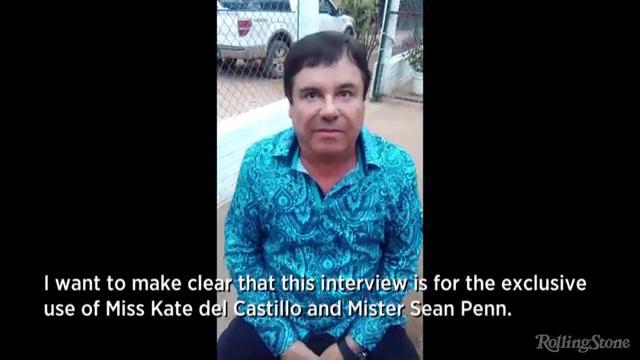 I want to make clear that this interview is for the exclusive
use of Miss Kate del Castillo and Mister Sean Penn.
RollingStone